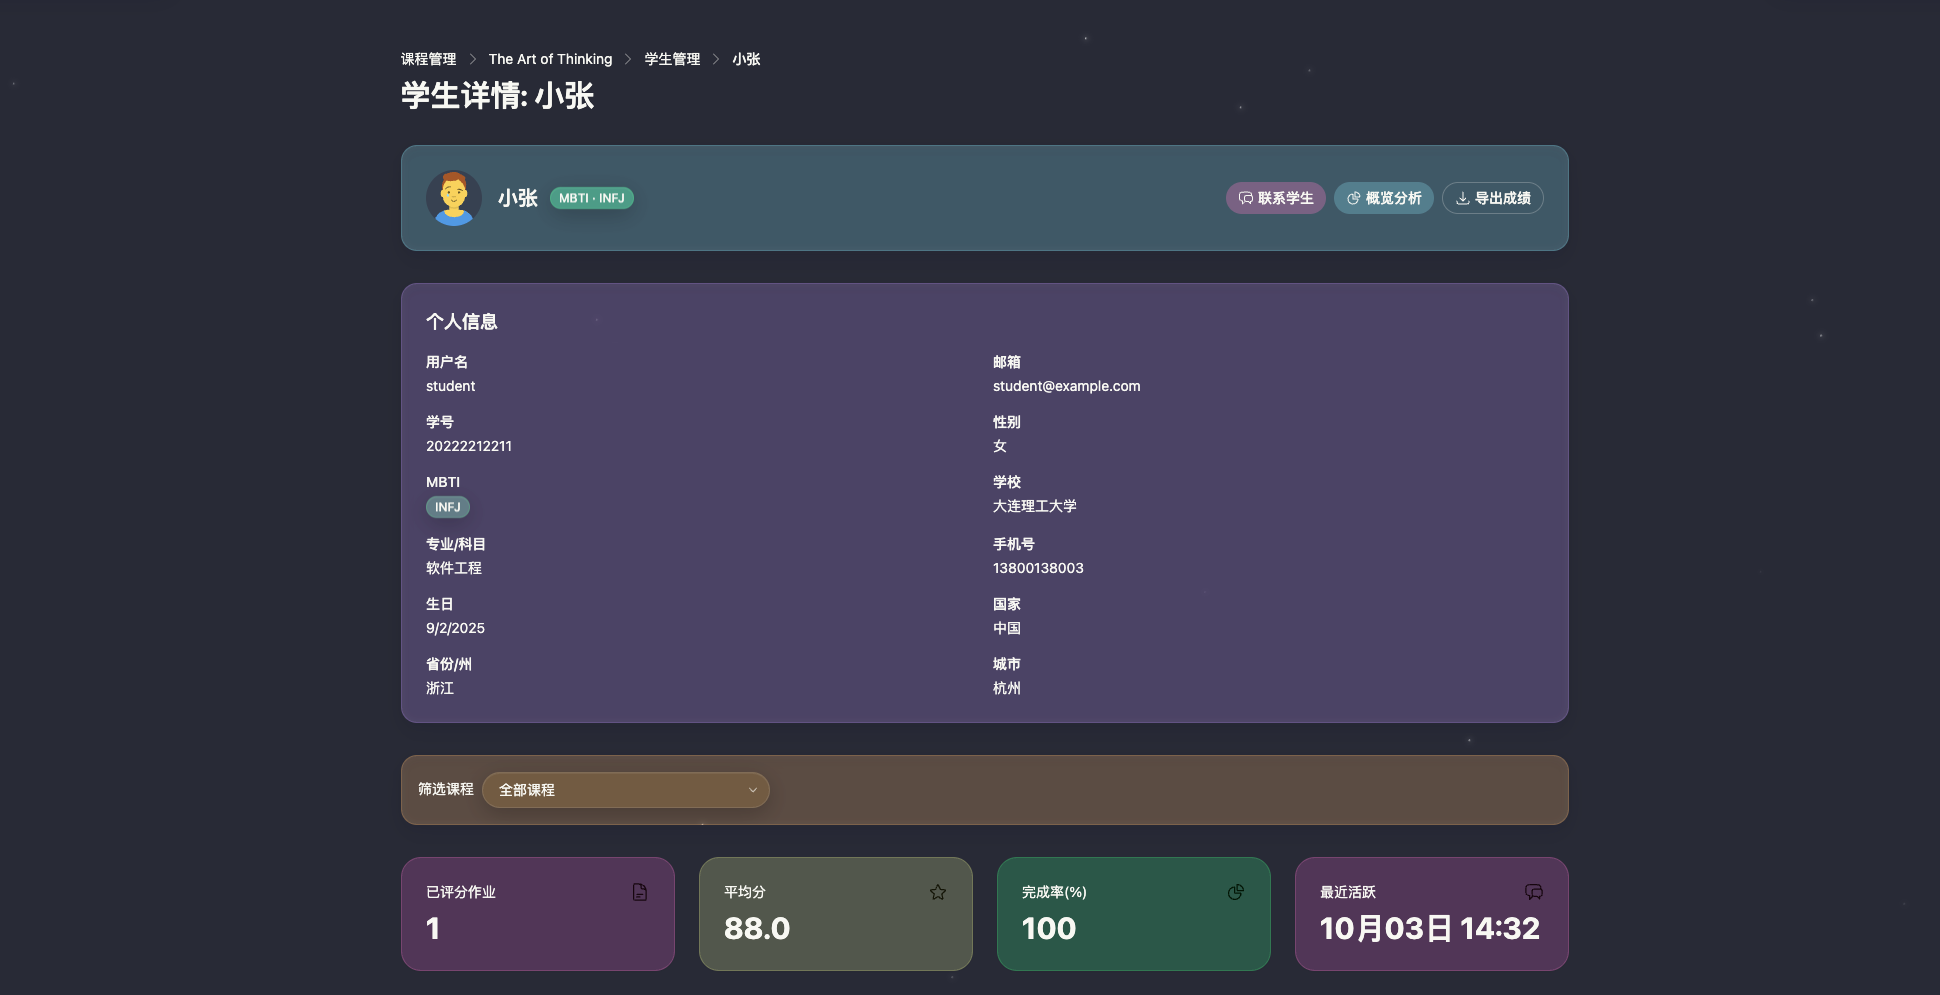 课程管理 > The Art of Thinking > 学生管理 > 小张
学生详情: 小张
小张 MBTI · INFJ 联系学生 概览分析 导出成绩
个人信息
用户名 邮箱
student student@example.com
学号 性别
20222212211 女
MBTI 学校
INFJ 大连理工大学
专业/科目 手机号
软件工程 13800138003
生日 国家
9/2/2025 中国
省份/州 城市
浙江 杭州
筛选课程 全部课程
已评分作业 平均分 完成率(%) 最近活跃
1 88.0 100 10月03日 14:32